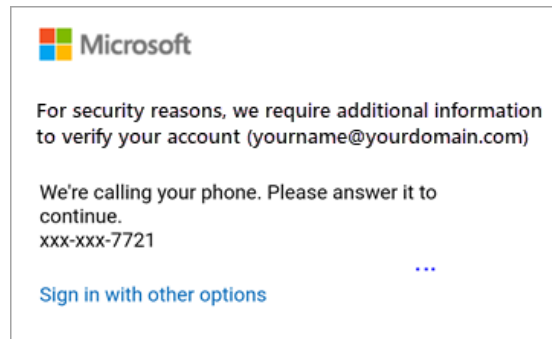 Microsoft
For security reasons, we require additional information
to verify your account (yourname@yourdomain.com)
We're calling your phone. Please answer it to
continue.
xxx-xxx-7721
...
Sign in with other options